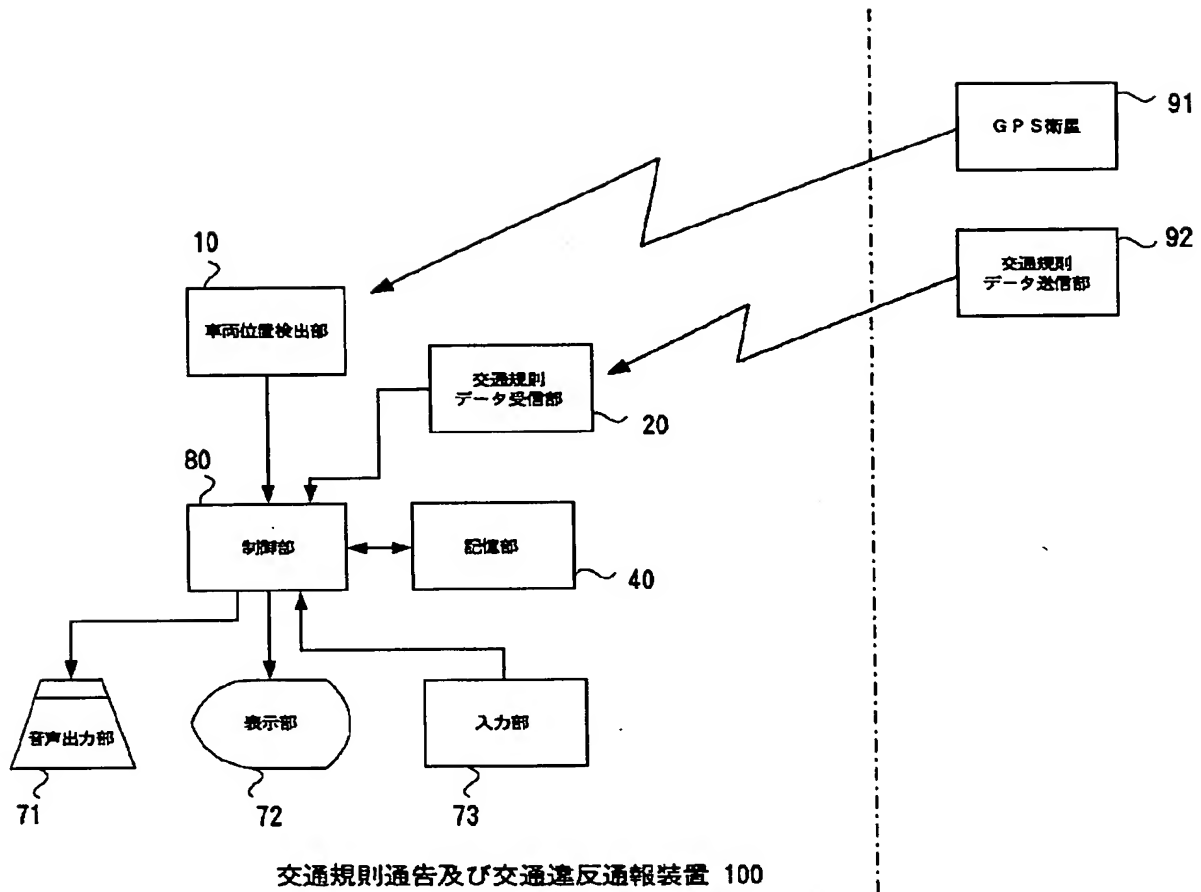 91
GPS衛星
92
交通規則
データ送信部
10
車両位置検出部
交通規則
データ受信部
20
80
制御部
記憶部
40
音声出力部
表示部
入力部
71
72
73
交通規則通告及び交通違反通報装置 100